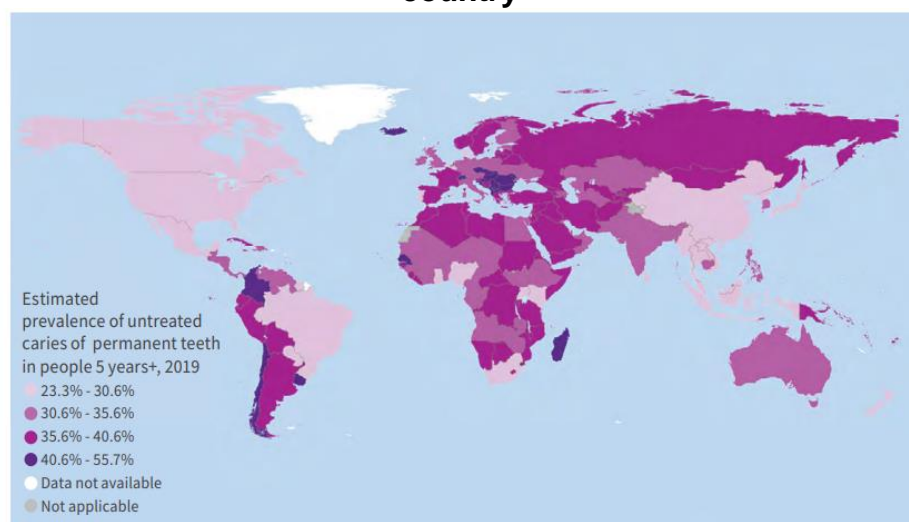 country
Estimated
prevalence of untreated
caries of permanent teeth
in people 5 years+, 2019
23.3% - 30.6%
30.6% - 35.6%
35.6% - 40.6%
40.6% - 55.7%
Data not available
Not applicable